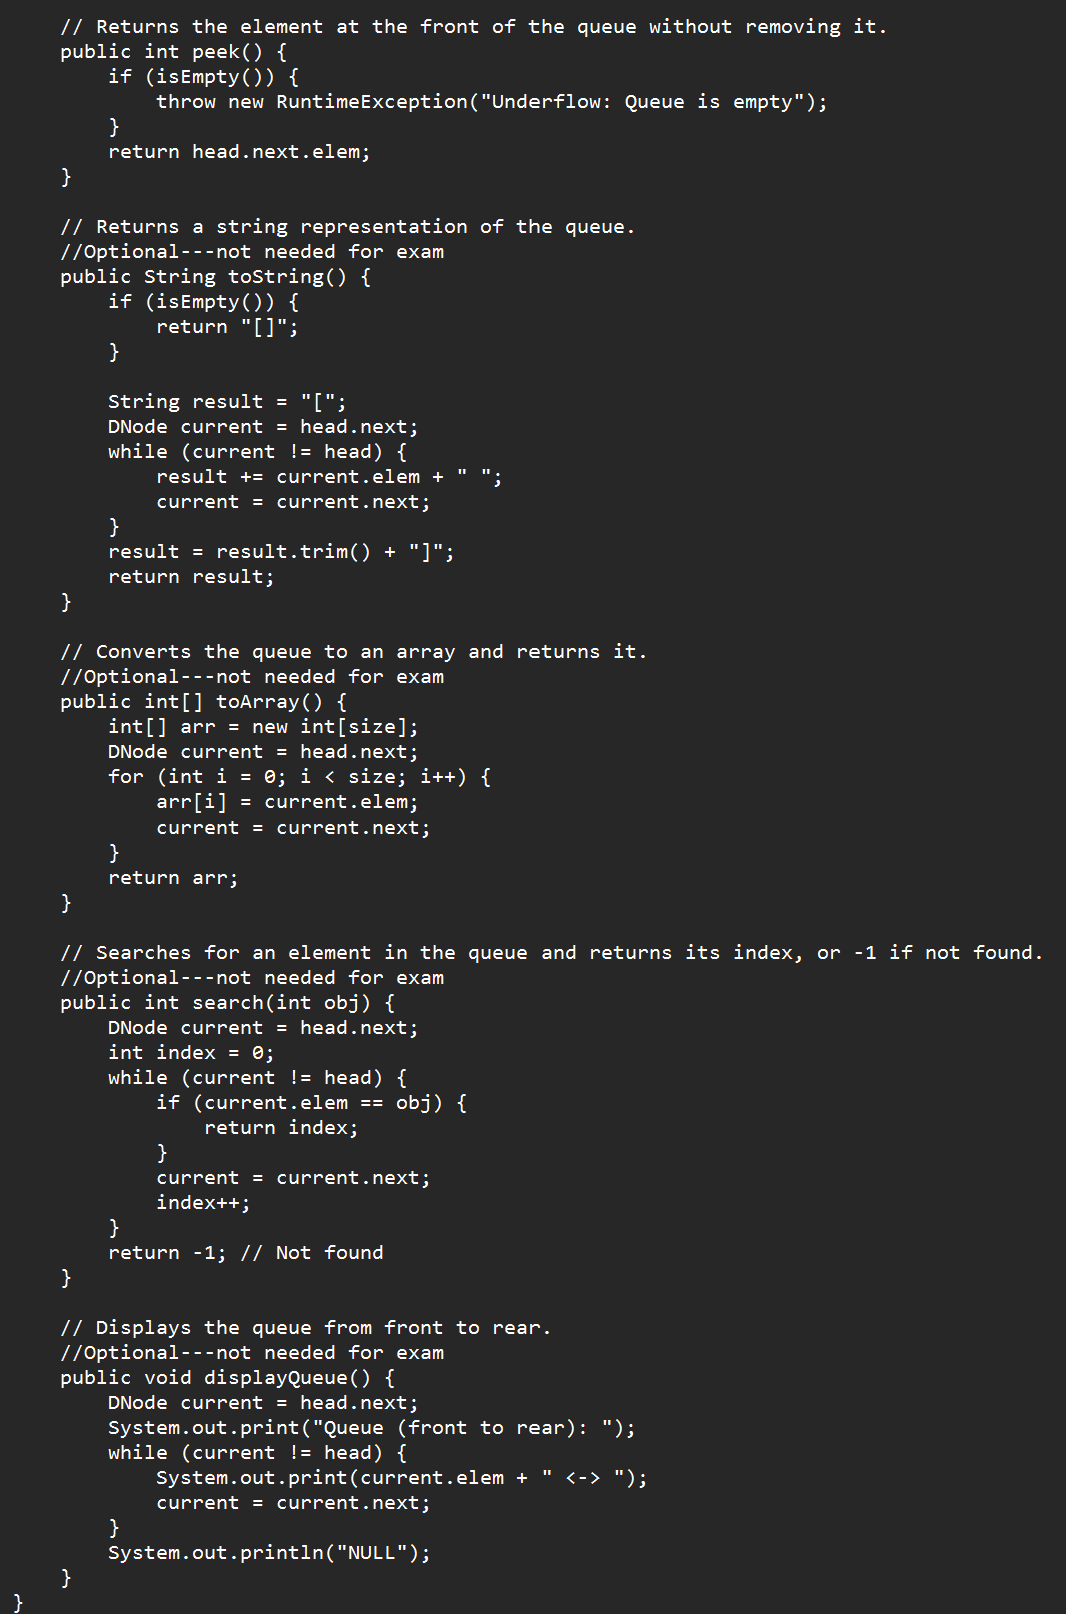 // Returns the element at the front of the queue without removing it.
public int peek() {
if (isEmpty()) {
throw new RuntimeException("Underflow: Queue is empty");
}
return head.next.elem;
}
// Returns a string representation of the queue.
//Optional---not needed for exam
public String toString() {
if (isEmpty()) {
return "[]";
}
String result = "[";
DNode current = head.next;
while (current != head) {
result += current.elem + " ";
current = current.next;
}
result = result.trim() + "]";
return result;
}
// Converts the queue to an array and returns it.
//Optional---not needed for exam
public int[] toArray() {
int[] arr = new int[size];
DNode current = head.next;
for (int i = 0; i < size; i++) {
arr[i] = current.elem;
current = current.next;
}
return arr;
}
// Searches for an element in the queue and returns its index, or -1 if not found.
//Optional---not needed for exam
public int search(int obj) {
DNode current = head.next;
int index = 0;
while (current != head) {
if (current.elem == obj) {
return index;
}
current = current.next;
index++;
}
return -1; // Not found
}
// Displays the queue from front to rear.
//Optional---not needed for exam
public void displayQueue() {
DNode current = head.next;
System.out.print("Queue (front to rear): ");
while (current != head) {
System.out.print(current.elem + " <-> ");
current = current.next;
}
System.out.println("NULL");
}
}